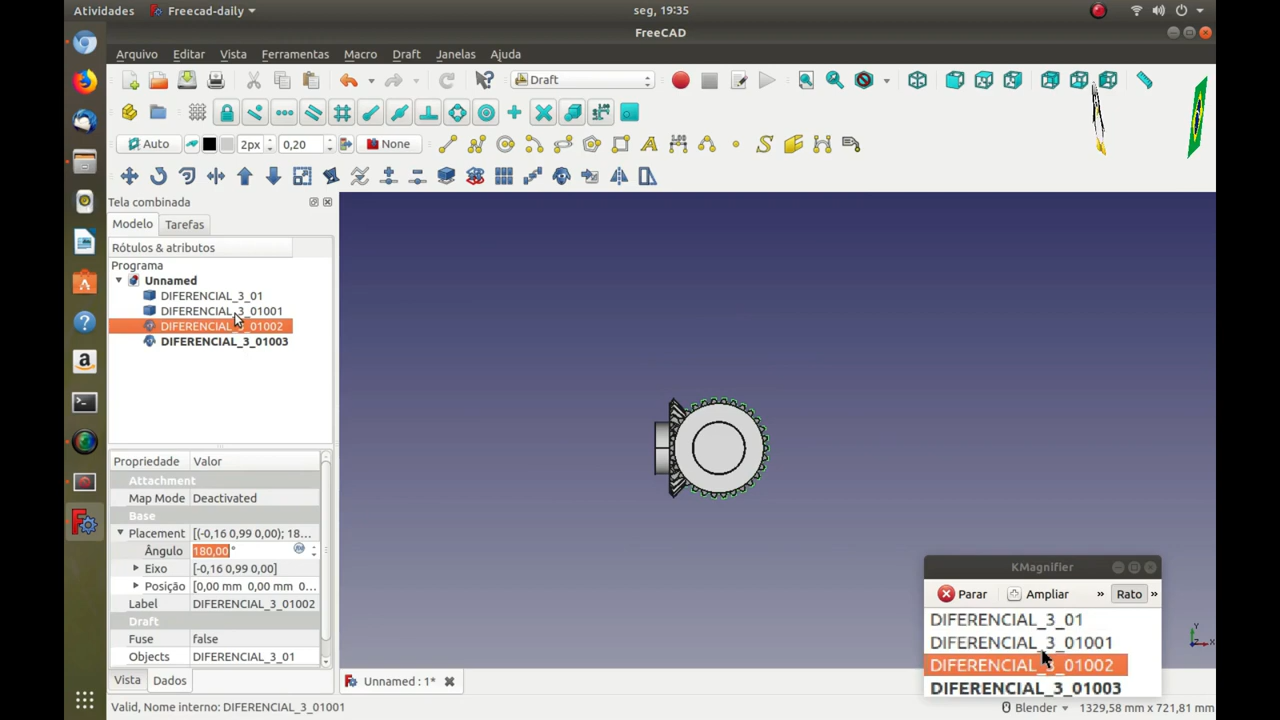 Atividades Freecad-daily seg, 19:35
FreeCAD
Arquivo Editar Vista Ferramentas Macro Draft Janelas Ajuda
Draft
Auto 2px 0,20 None
Tela combinada
Modelo Tarefas
Rótulos & atributos
Programa
Unnamed
DIFERENCIAL_3_01
DIFERENCIAL_3_01001
DIFERENCIAL_3_01002
DIFERENCIAL_3_01003
Propriedade Valor
Attachment
Map Mode Deactivated
Base
Placement [(-0,16 0,99 0,00); 18...
Ângulo 180,00 °
Eixo [-0,16 0,99 0,00]
Posição [0,00 mm 0,00 mm 0...
Label DIFERENCIAL_3_01002
Draft
Fuse false
Objects DIFERENCIAL_3_01
Vista Dados
Unnamed : 1*
KMagnifier
Parar Ampliar » Rato »
DIFERENCIAL_3_01
DIFERENCIAL_3_01001
DIFERENCIAL_3_01002
DIFERENCIAL_3_01003
Y
Z X
Valid, Nome interno: DIFERENCIAL_3_01001 Blender 1329,58 mm x 721,81 mm